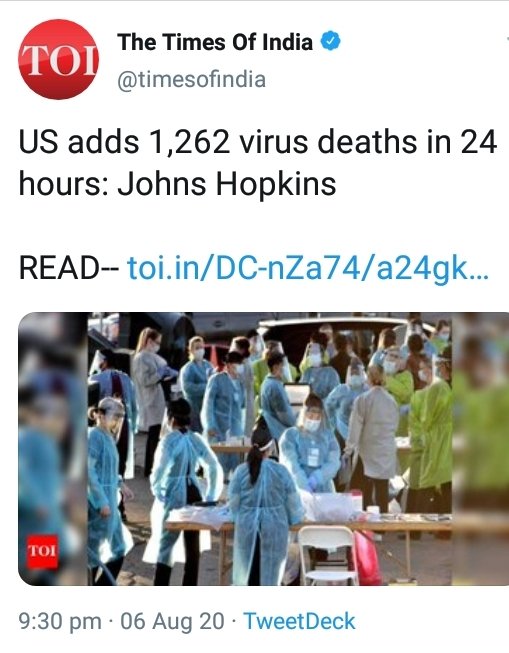 TOI
The Times Of India
@timesofindia
US adds 1,262 virus deaths in 24
hours: Johns Hopkins
READ-- toi.in/DC-nZa74/a24gk...
TOI
9:30 pm · 06 Aug 20 · TweetDeck